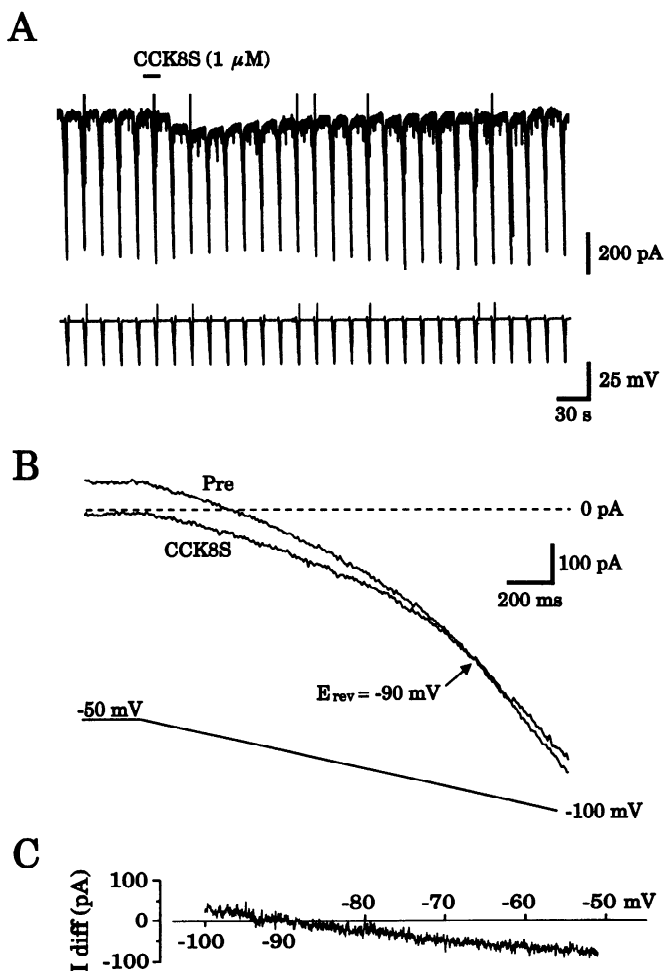 A
CCK8S (1 μM)
200 pA
25 mV
30 s
B
Pre
0 pA
CCK8S
100 pA
200 ms
Erev = -90 mV
-50 mV
-100 mV
C
I diff (pA)
100
0
-100
-100 -90 -80 -70 -60 -50 mV